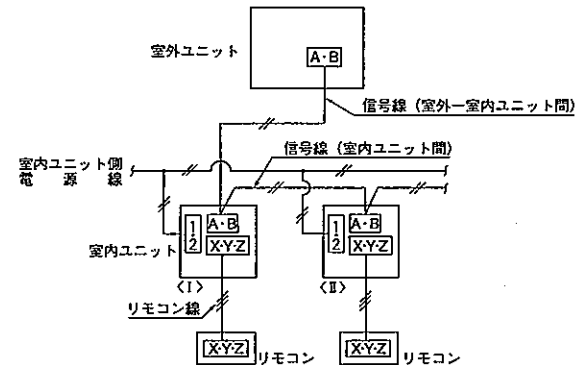 室外ユニット
A・B
信号線（室外ー室内ユニット間）
信号線（室内ユニット間）
室内ユニット側
電源線
1
2
A・B
X・Y・Z
室内ユニット
〈Ⅰ〉
1
2
A・B
X・Y・Z
〈Ⅱ〉
リモコン線
X・Y・Z
リモコン
X・Y・Z
リモコン